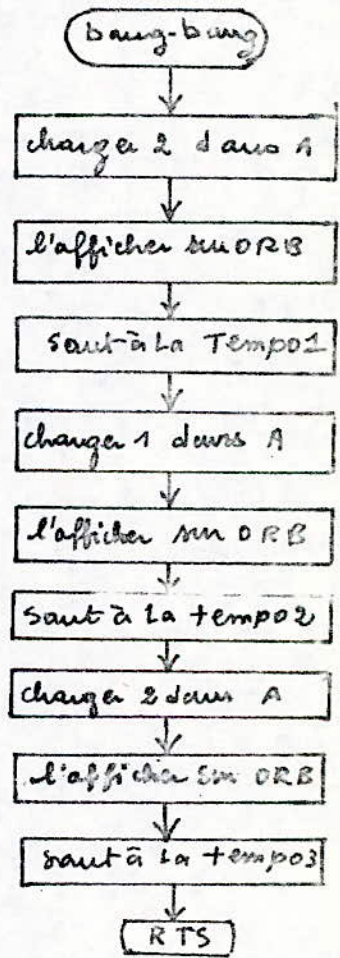 bang-bang
charger 2 dans A
l'afficher sur ORB
saut à La Tempo1
charger 1 dans A
l'afficher sur ORB
saut à la tempo2
charger 2 dans A
l'afficher sur ORB
saut à la tempo3
RTS